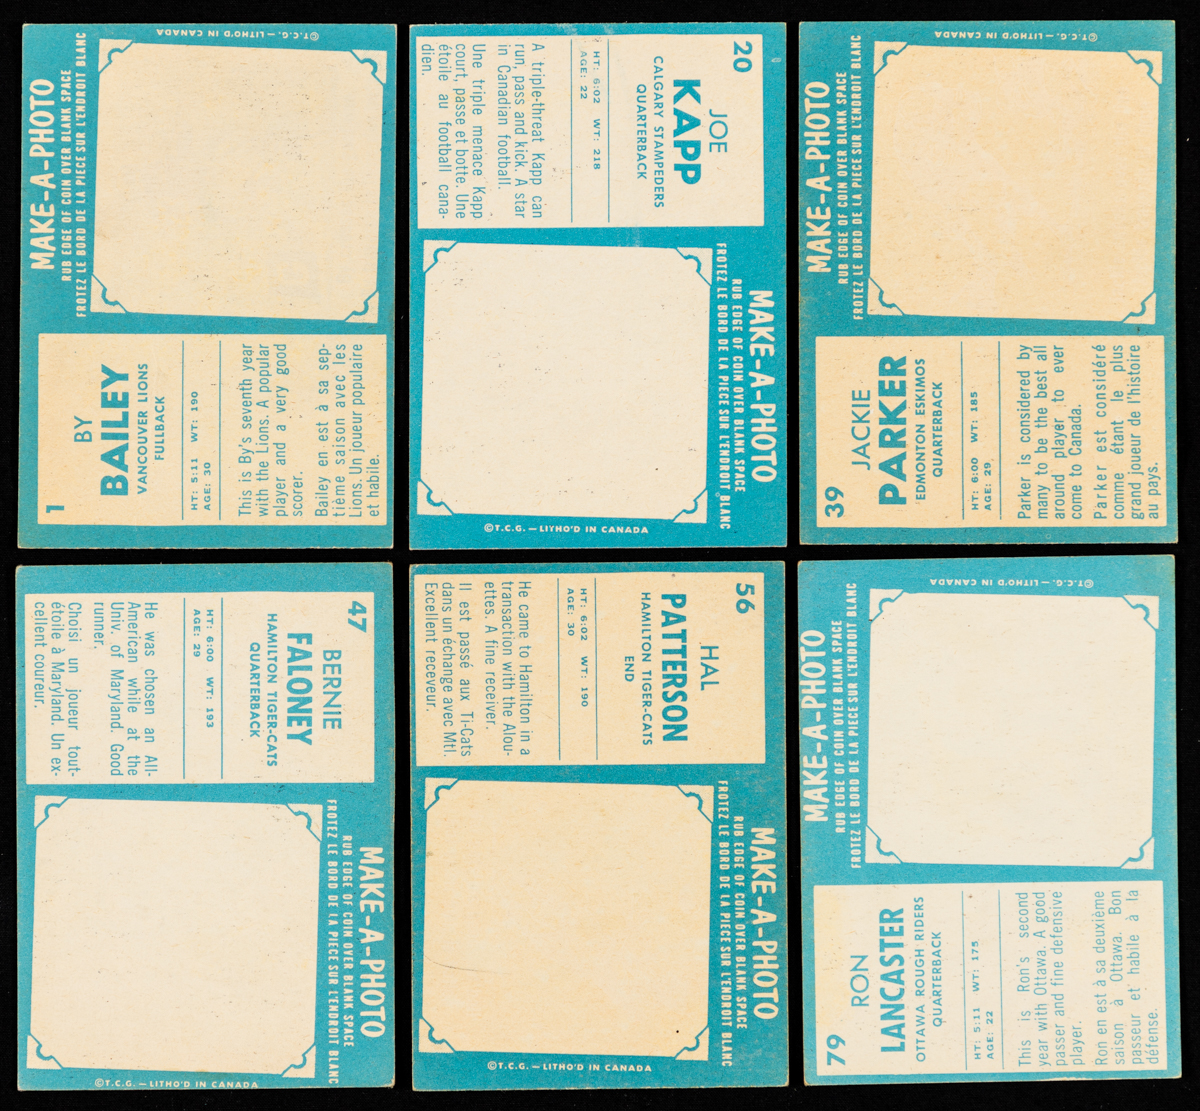 1
BY
BAILEY
VANCOUVER LIONS
FULLBACK
HT: 5:11 WT: 190
AGE: 30
This is By's seventh year
with the Lions. A popular
player and a very good
scorer.
Bailey en est à sa sep-
tième saison avec les
Lions. Un joueur populaire
et habile.
MAKE-A-PHOTO
RUB EDGE OF COIN OVER BLANK SPACE
FROTEZ LE BORD DE LA PIECE SUR L'ENDROIT BLANC
©T.C.G. — LITHO'D IN CANADA
20
JOE
KAPP
CALGARY STAMPEDERS
QUARTERBACK
HT: 6:02 WT: 218
AGE: 22
A triple-threat Kapp can
run, pass and kick. A star
in Canadian football.
Une triple menace Kapp
court, passe et botte. Une
étoile au football cana-
dien.
MAKE-A-PHOTO
RUB EDGE OF COIN OVER BLANK SPACE
FROTEZ LE BORD DE LA PIECE SUR L'ENDROIT BLANC
©T.C.G. — LITHO'D IN CANADA
39
JACKIE
PARKER
EDMONTON ESKIMOS
QUARTERBACK
HT: 6:00 WT: 185
AGE: 29
Parker is considered by
many to be the best all
around player to ever
come to Canada.
Parker est considéré
comme étant le plus
grand joueur de l'histoire
au pays.
MAKE-A-PHOTO
RUB EDGE OF COIN OVER BLANK SPACE
FROTEZ LE BORD DE LA PIECE SUR L'ENDROIT BLANC
©T.C.G. — LITHO'D IN CANADA
47
BERNIE
FALONEY
HAMILTON TIGER-CATS
QUARTERBACK
HT: 6:00 WT: 193
AGE: 29
He was chosen an All-
American while at the
Univ. of Maryland. Good
runner.
Choisi un joueur tout-
étoile à Maryland. Un ex-
cellent coureur.
MAKE-A-PHOTO
RUB EDGE OF COIN OVER BLANK SPACE
FROTEZ LE BORD DE LA PIECE SUR L'ENDROIT BLANC
©T.C.G. — LITHO'D IN CANADA
56
HAL
PATTERSON
HAMILTON TIGER-CATS
END
HT: 6:02 WT: 190
AGE: 30
He came to Hamilton in a
transaction with the Alou-
ettes. A fine receiver.
Il est passé aux Ti-Cats
dans un échange avec Mtl.
Excellent receveur.
MAKE-A-PHOTO
RUB EDGE OF COIN OVER BLANK SPACE
FROTEZ LE BORD DE LA PIECE SUR L'ENDROIT BLANC
©T.C.G. — LITHO'D IN CANADA
79
RON
LANCASTER
OTTAWA ROUGH RIDERS
QUARTERBACK
HT: 5:11 WT: 175
AGE: 22
This is Ron's second
year with Ottawa. A good
passer and fine defensive
player.
Ron en est à sa deuxième
saison à Ottawa. Bon
passeur et habile à la
défense.
MAKE-A-PHOTO
RUB EDGE OF COIN OVER BLANK SPACE
FROTEZ LE BORD DE LA PIECE SUR L'ENDROIT BLANC
©T.C.G. — LITHO'D IN CANADA